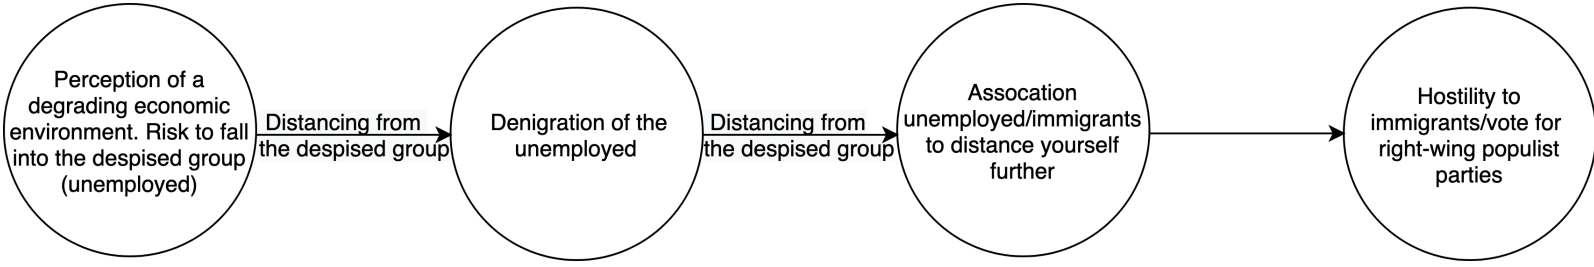 Perception of a
degrading economic
environment. Risk to fall
into the despised group
(unemployed)
Distancing from
the despised group
Denigration of the
unemployed
Distancing from
the despised group
Assocation
unemployed/immigrants
to distance yourself
further
Hostility to
immigrants/vote for
right-wing populist
parties